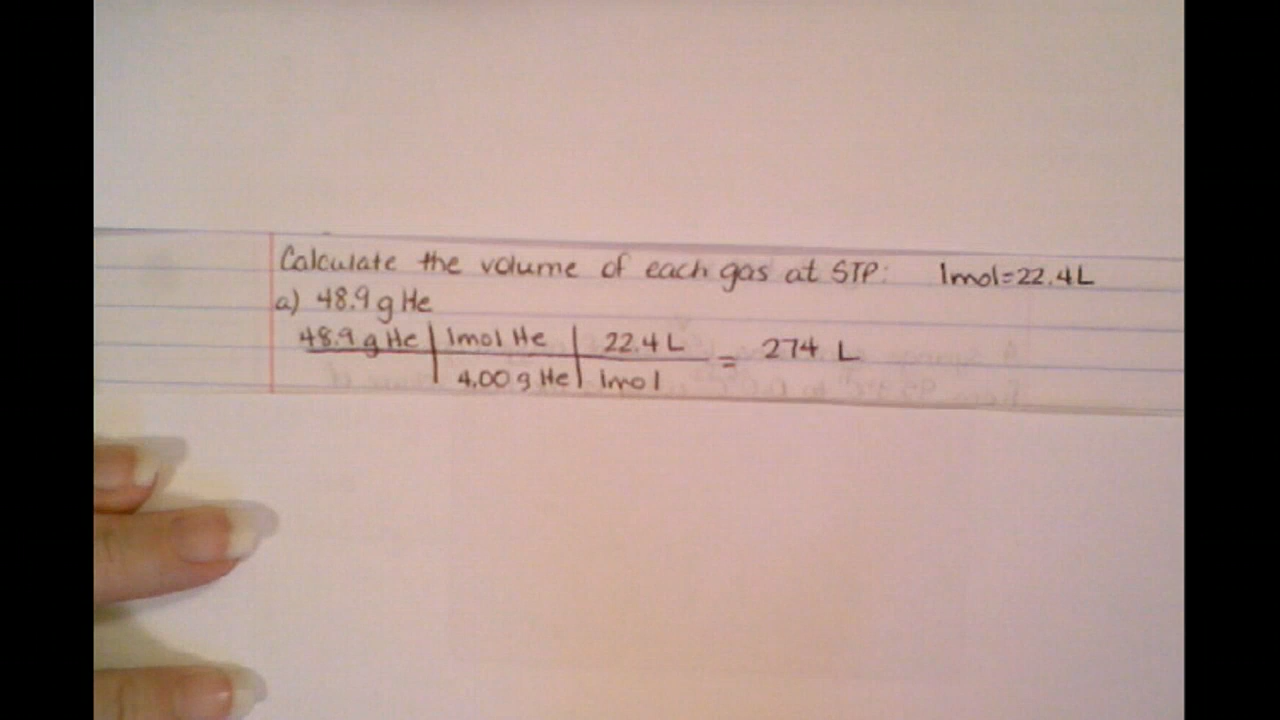 Calculate the volume of each gas at STP: 1mol=22.4L
a) 48.9 g He
48.9 g He | 1mol He | 22.4 L = 274 L
4.00 g He | 1mol